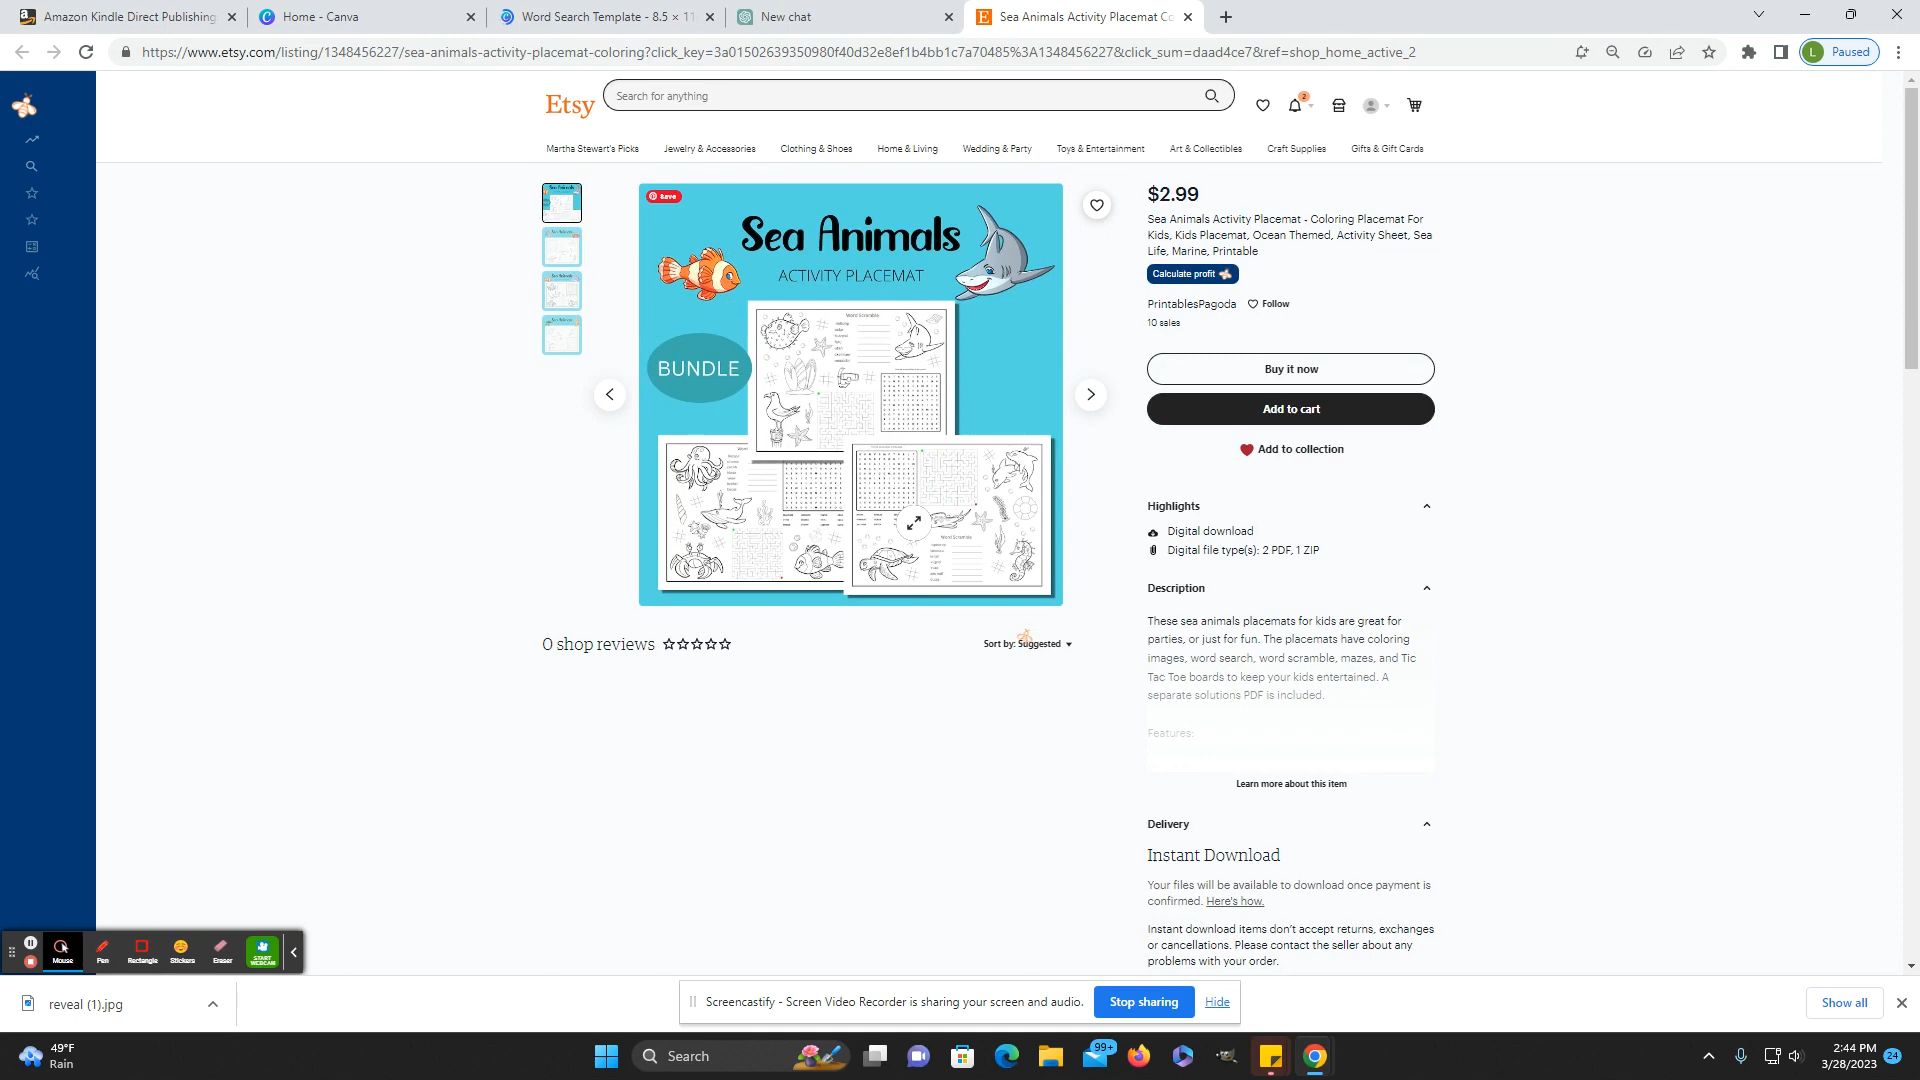 Amazon Kindle Direct Publishing
Home - Canva
Word Search Template - 8.5 × 11
New chat
Sea Animals Activity Placemat Co
https://www.etsy.com/listing/1348456227/sea-animals-activity-placemat-coloring?click_key=3a01502639350980f40d32e8ef1b4bb1c7a70485%3A1348456227&click_sum=daad4ce7&ref=shop_home_active_2
L Paused
Etsy
Search for anything
2
Martha Stewart's Picks
Jewelry & Accessories
Clothing & Shoes
Home & Living
Wedding & Party
Toys & Entertainment
Art & Collectibles
Craft Supplies
Gifts & Gift Cards
Save
Sea Animals
ACTIVITY PLACEMAT
BUNDLE
Word Scramble
Word Scramble
$2.99
Sea Animals Activity Placemat - Coloring Placemat For
Kids, Kids Placemat, Ocean Themed, Activity Sheet, Sea
Life, Marine, Printable
Calculate profit
PrintablesPagoda
Follow
10 sales
Buy it now
Add to cart
Add to collection
Highlights
Digital download
Digital file type(s): 2 PDF, 1 ZIP
Description
These sea animals placemats for kids are great for
parties, or just for fun. The placemats have coloring
images, word search, word scramble, mazes, and Tic
Tac Toe boards to keep your kids entertained. A
separate solutions PDF is included.
Features:
Learn more about this item
Delivery
Instant Download
Your files will be available to download once payment is
confirmed. Here's how.
Instant download items don't accept returns, exchanges
or cancellations. Please contact the seller about any
problems with your order.
0 shop reviews
Sort by: Suggested
Mouse
Pen
Rectangle
Stickers
Eraser
START
WEBCAM
reveal (1).jpg
Screencastify - Screen Video Recorder is sharing your screen and audio.
Stop sharing
Hide
Show all
49°F
Rain
Search
99+
2:44 PM
3/28/2023
24